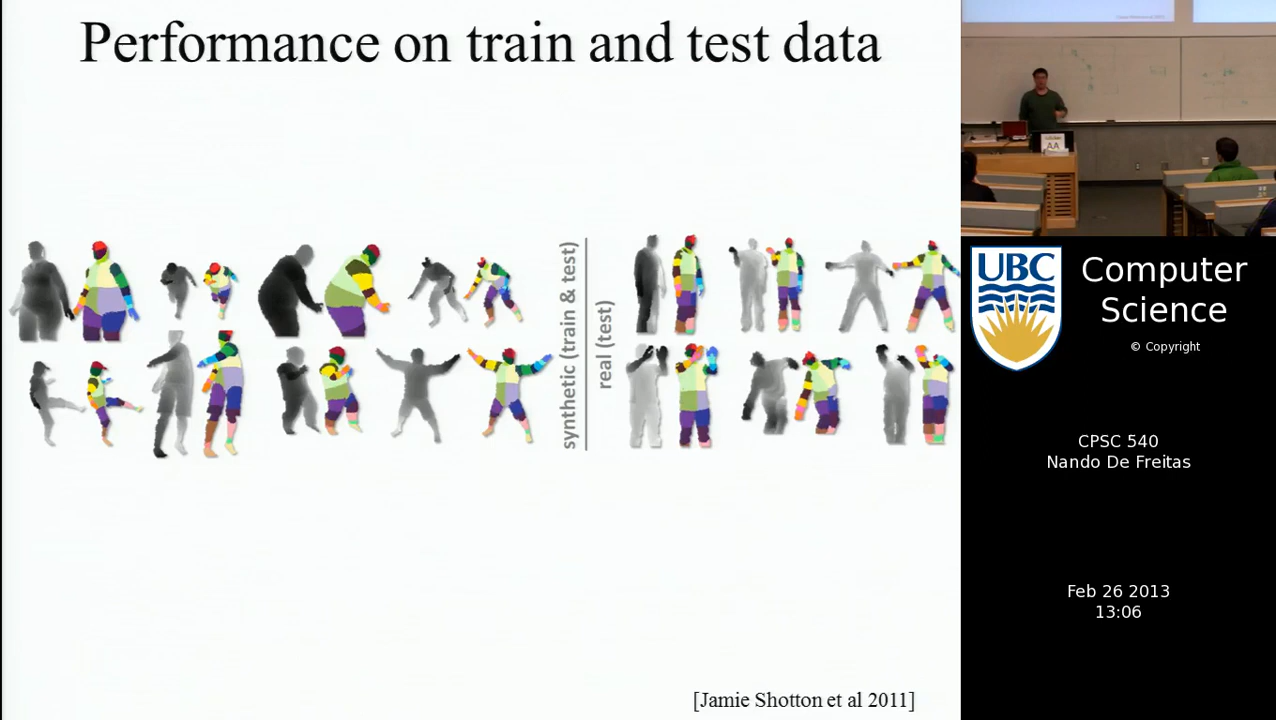 Performance on train and test data
synthetic (train & test)
real (test)
[Jamie Shotton et al 2011]
AA
UBC
Computer
Science
© Copyright
CPSC 540
Nando De Freitas
Feb 26 2013
13:06